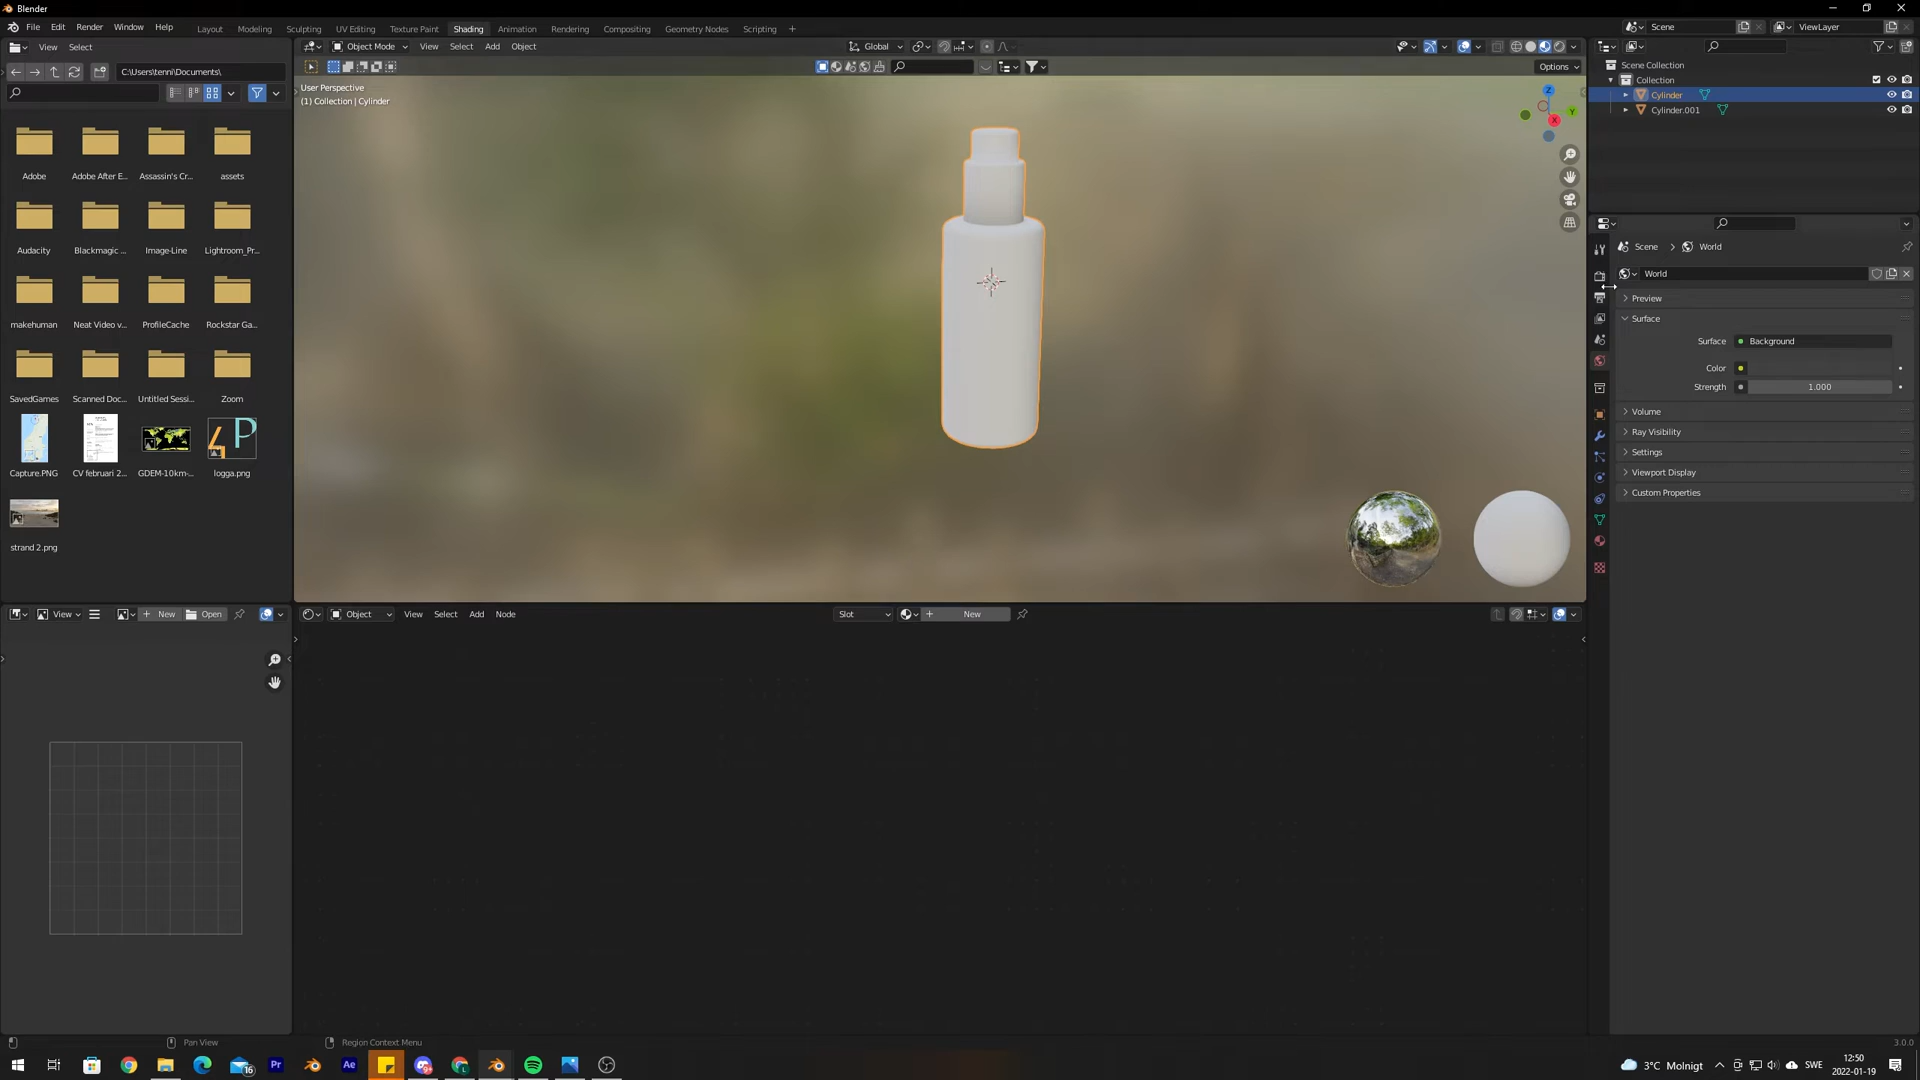 Blender
File Edit Render Window Help
Layout Modeling Sculpting UV Editing Texture Paint Shading Animation Rendering Compositing Geometry Nodes Scripting +
Scene
ViewLayer
View Select
Object Mode View Select Add Object
Global
C:\Users\tenni\Documents\
Options
User Perspective
(1) Collection | Cylinder
Z
Y
X
Scene Collection
Collection
Cylinder
Cylinder.001
Adobe Adobe After E... Assassin's Cr... assets
Audacity Blackmagic ... Image-Line Lightroom_Pr...
makehuman Neat Video v... ProfileCache Rockstar Ga...
SavedGames Scanned Doc... Untitled Sessi... Zoom
Capture.PNG CV februari 2... GDEM-10km-... logga.png
strand 2.png
Scene > World
World
Preview
Surface
Surface Background
Color
Strength 1.000
Volume
Ray Visibility
Settings
Viewport Display
Custom Properties
View New Open
Object View Select Add Node
Slot
New
Pan View
Region Context Menu
3.0.0
16
Pr
Ae
3°C Molnigt
SWE
12:50
2022-01-19